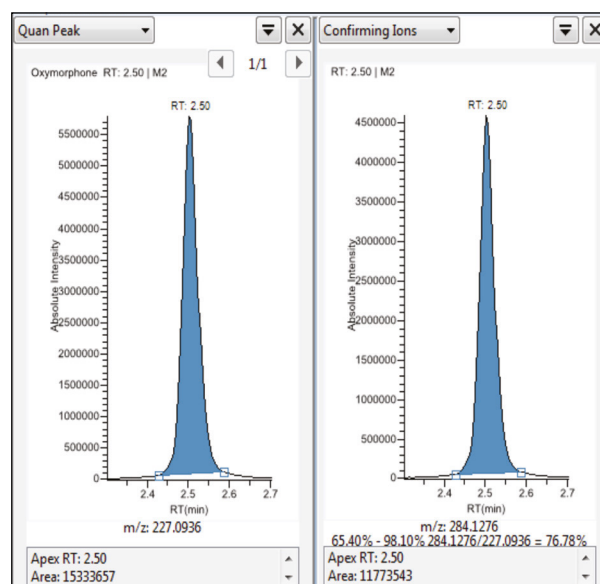 Quan Peak
Oxymorphone RT: 2.50 | M2
1/1
RT: 2.50
5500000
5000000
4500000
4000000
3500000
3000000
2500000
2000000
1500000
1000000
500000
0
Absolute Intensity
2.4 2.5 2.6 2.7
RT(min)
m/z: 227.0936
Apex RT: 2.50
Area: 15333657
Confirming Ions
RT: 2.50 | M2
RT: 2.50
4500000
4000000
3500000
3000000
2500000
2000000
1500000
1000000
500000
0
Absolute Intensity
2.4 2.5 2.6 2.7
RT(min)
m/z: 284.1276
65.40% - 98.10% 284.1276/227.0936 = 76.78%
Apex RT: 2.50
Area: 11773543